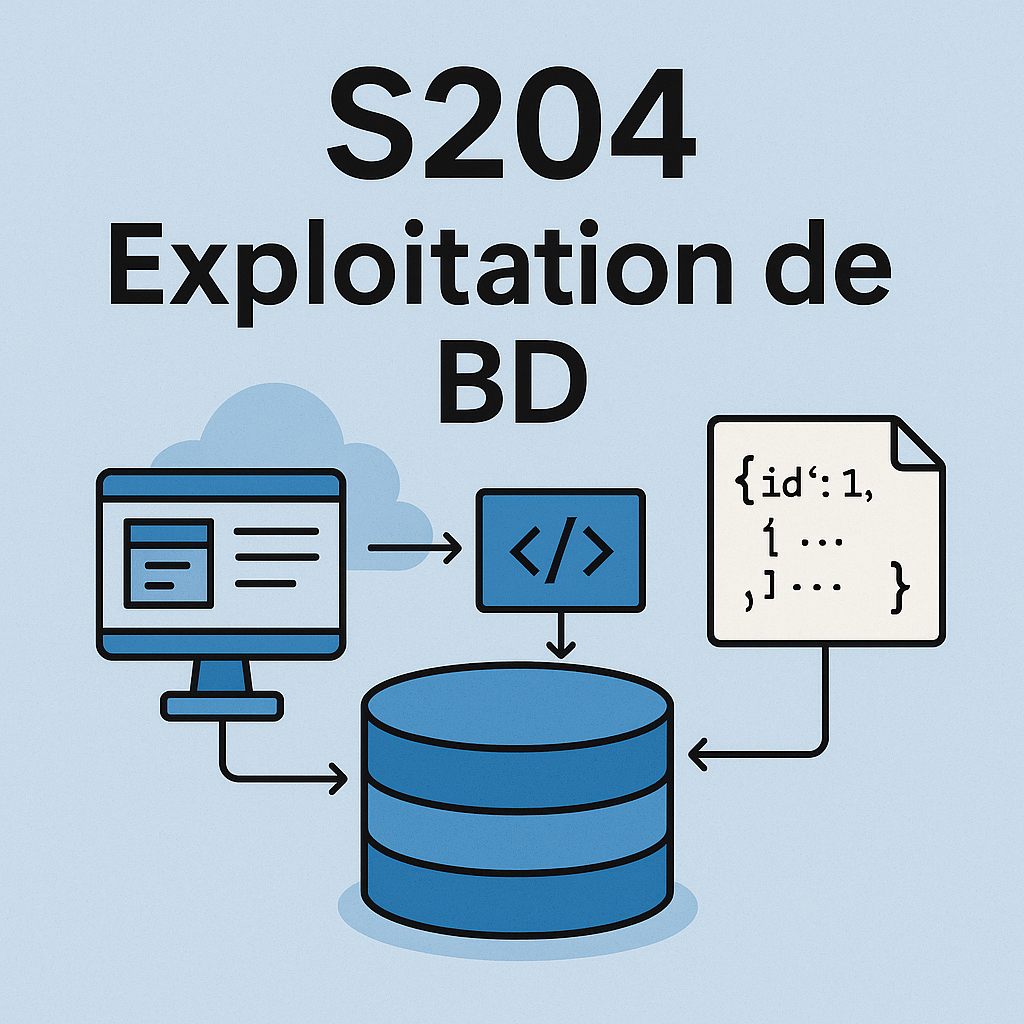 S204
Exploitation de
BD
</>
{id‘: 1,
{ ...
,] ... }